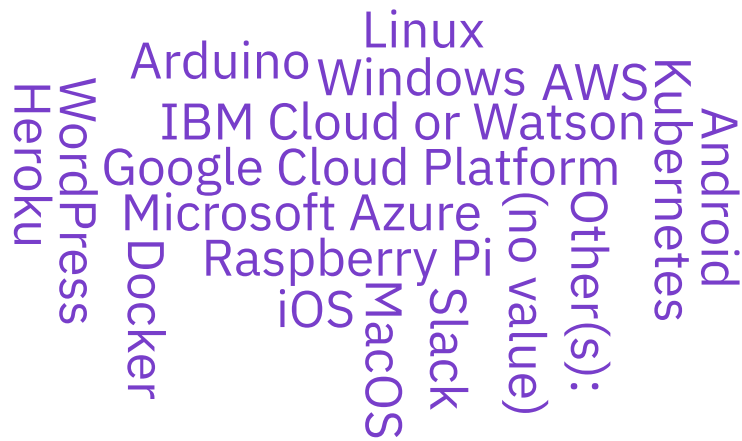 Linux
Arduino
Windows
AWS
IBM Cloud or Watson
Google Cloud Platform
Microsoft Azure
Raspberry Pi
iOS
Heroku
WordPress
Docker
MacOS
Slack
(no value)
Other(s):
Kubernetes
Android